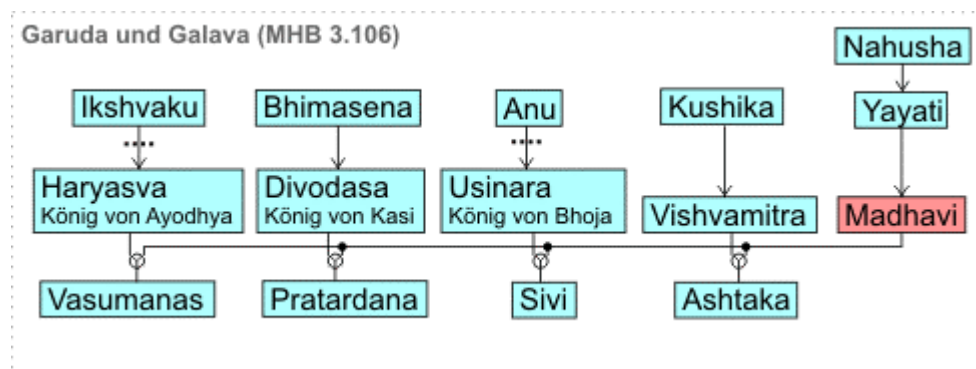 Garuda und Galava (MHB 3.106)
Nahusha
Ikshvaku
Bhimasena
Anu
Kushika
Yayati
Haryasva
König von Ayodhya
Divodasa
König von Kasi
Usinara
König von Bhoja
Vishvamitra
Madhavi
Vasumanas
Pratardana
Sivi
Ashtaka